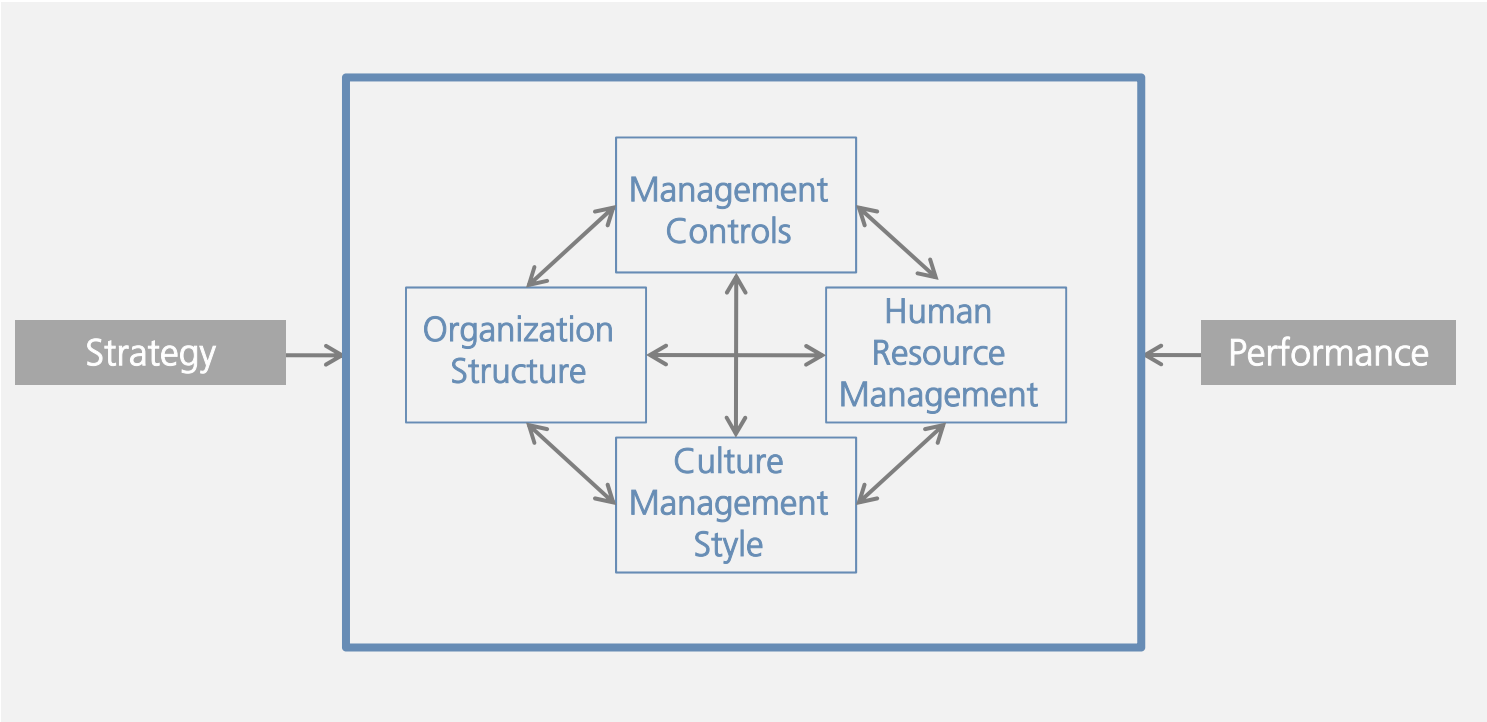 Management
Controls
Organization
Structure
Human
Resource
Management
Strategy
Performance
Culture
Management
Style